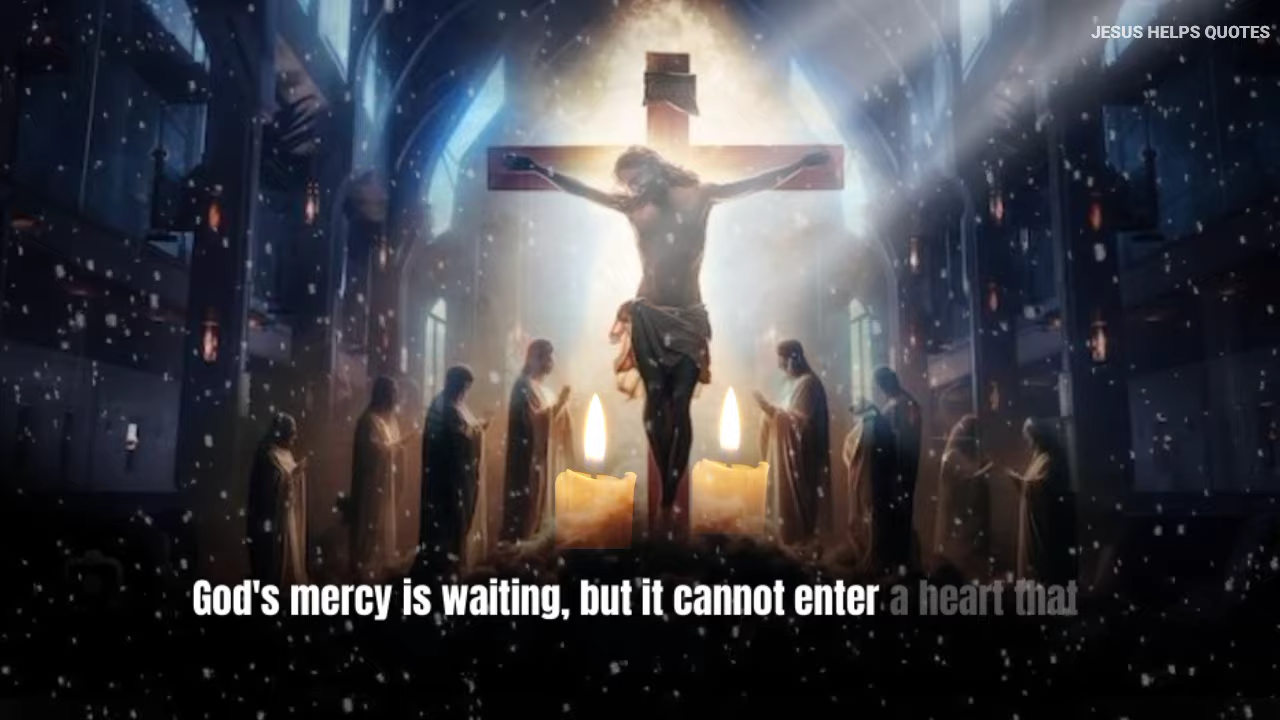 JESUS HELPS QUOTES
God's mercy is waiting, but it cannot enter a heart that